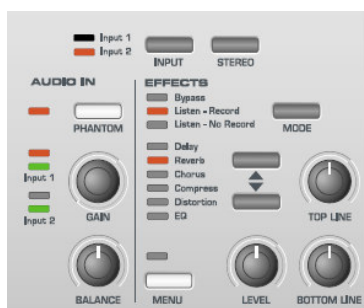 Input 1
Input 2
INPUT
STEREO
AUDIO IN
EFFECTS
Bypass
Listen - Record
Listen - No Record
PHANTOM
MODE
Delay
Reverb
Chorus
Compress
Distortion
EQ
Input 1
Input 2
GAIN
TOP LINE
BALANCE
MENU
LEVEL
BOTTOM LINE